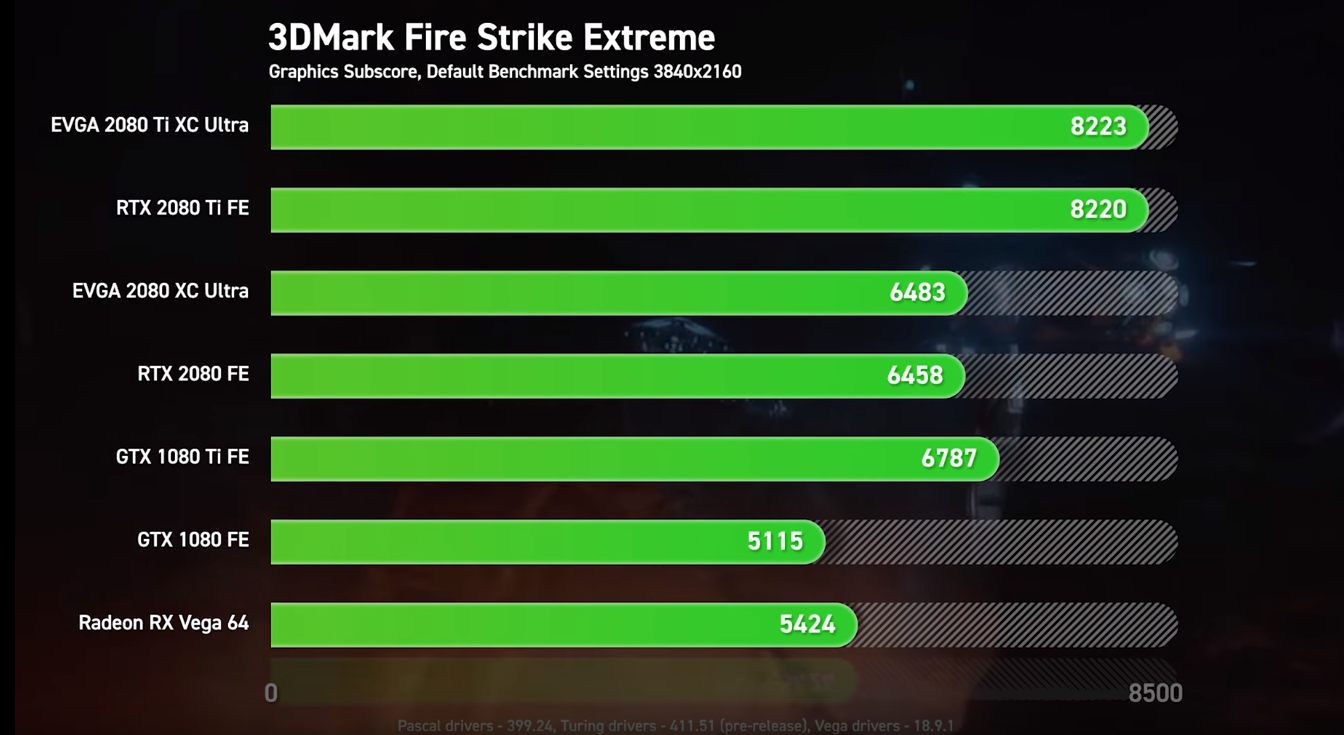 3DMark Fire Strike Extreme
Graphics Subscore, Default Benchmark Settings 3840x2160
EVGA 2080 Ti XC Ultra 8223
RTX 2080 Ti FE 8220
EVGA 2080 XC Ultra 6483
RTX 2080 FE 6458
GTX 1080 Ti FE 6787
GTX 1080 FE 5115
Radeon RX Vega 64 5424
0 8500
Pascal drivers - 399.24, Turing drivers - 411.51 (pre-release), Vega drivers - 18.9.1